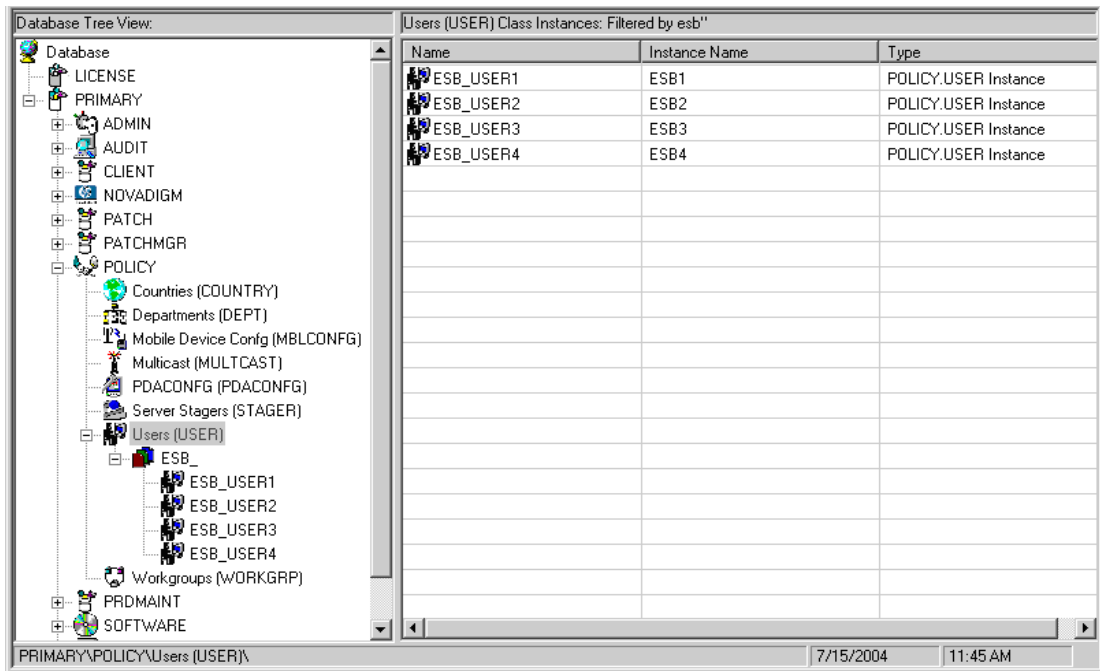 Database Tree View:
Users (USER) Class Instances: Filtered by esb"
Database
LICENSE
PRIMARY
ADMIN
AUDIT
CLIENT
NOVADIGM
PATCH
PATCHMGR
POLICY
Countries (COUNTRY)
Departments (DEPT)
Mobile Device Confg (MBLCONFG)
Multicast (MULTCAST)
PDACONFG (PDACONFG)
Server Stagers (STAGER)
Users (USER)
ESB_
ESB_USER1
ESB_USER2
ESB_USER3
ESB_USER4
Workgroups (WORKGRP)
PRDMAINT
SOFTWARE
Name Instance Name Type
ESB_USER1 ESB1 POLICY.USER Instance
ESB_USER2 ESB2 POLICY.USER Instance
ESB_USER3 ESB3 POLICY.USER Instance
ESB_USER4 ESB4 POLICY.USER Instance
PRIMARY\POLICY\Users (USER)\ 7/15/2004 11:45 AM